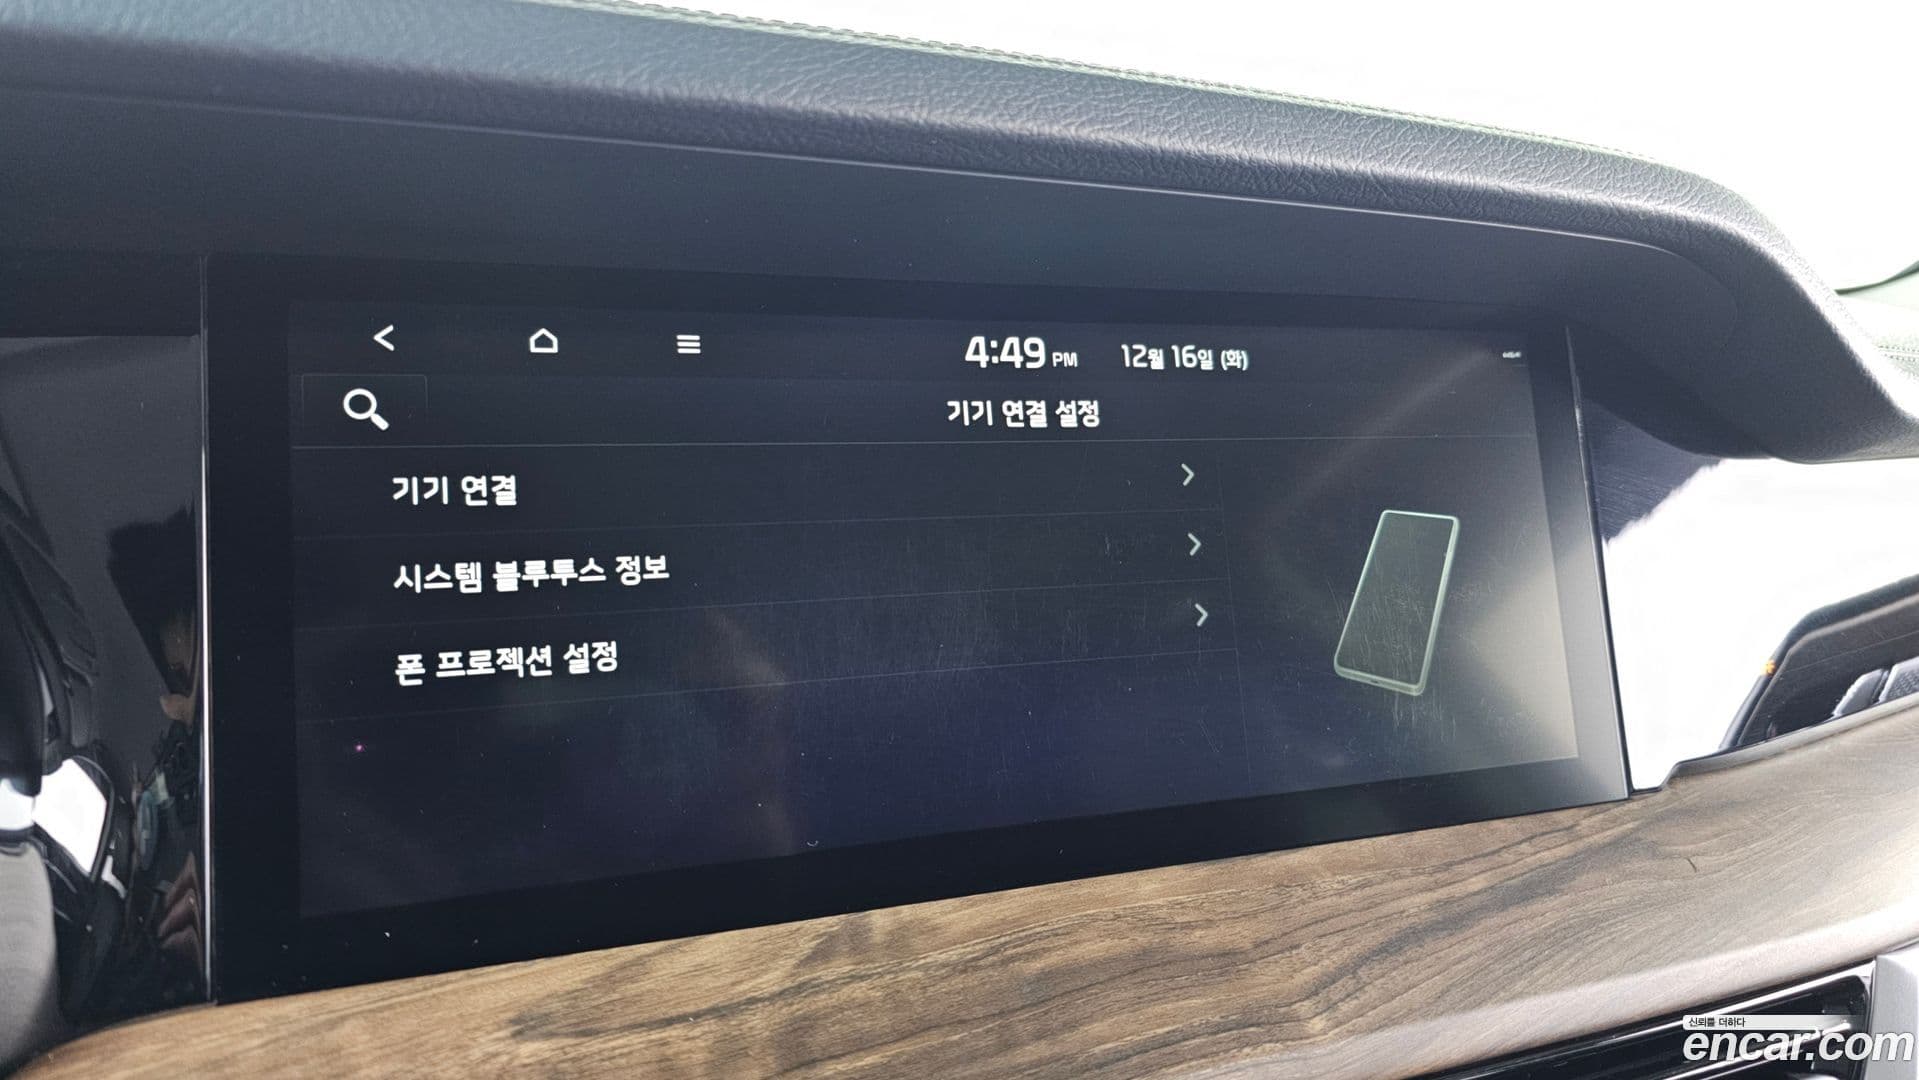 4:49 PM 12월 16일 (화)
기기 연결 설정
기기 연결
시스템 블루투스 정보
폰 프로젝션 설정
신뢰를 더하다
encar.com